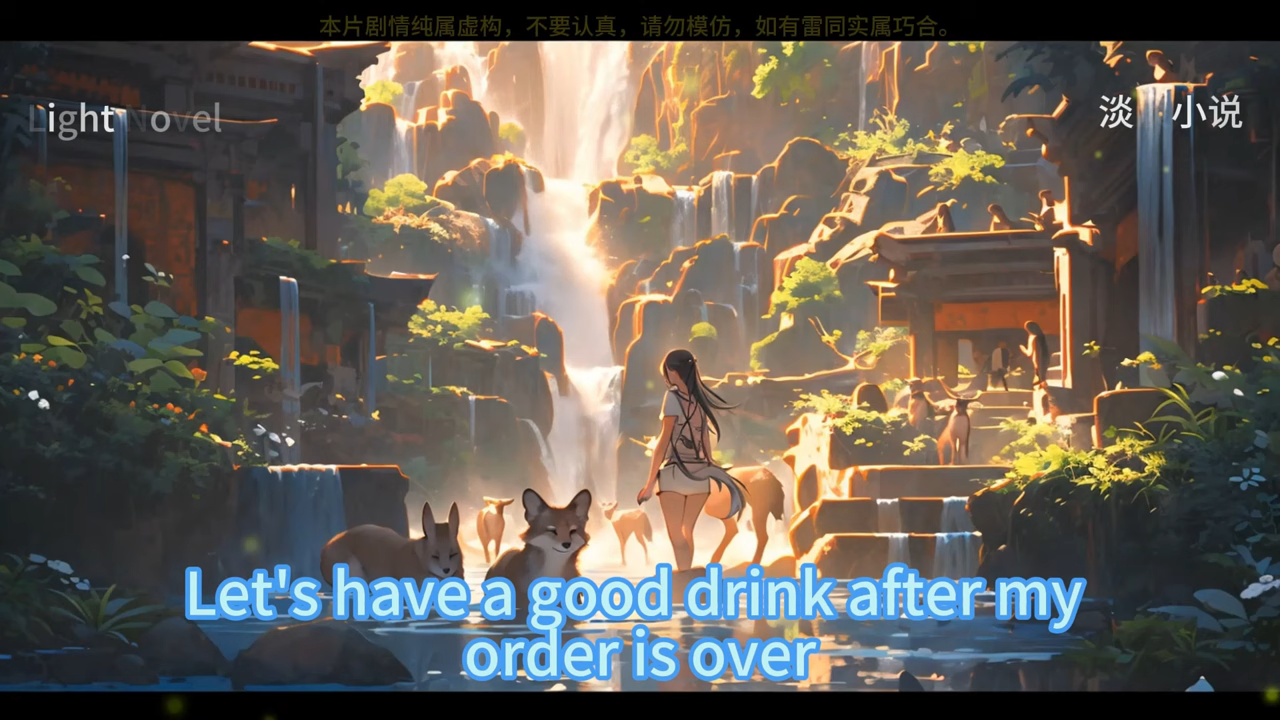 本片剧情纯属虚构，不要认真，请勿模仿，如有雷同实属巧合。
Light Novel
淡 小说
Let's have a good drink after my
order is over